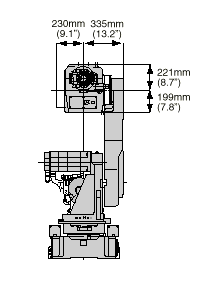 230mm 335mm
(9.1") (13.2")
221mm
(8.7")
199mm
(7.8")